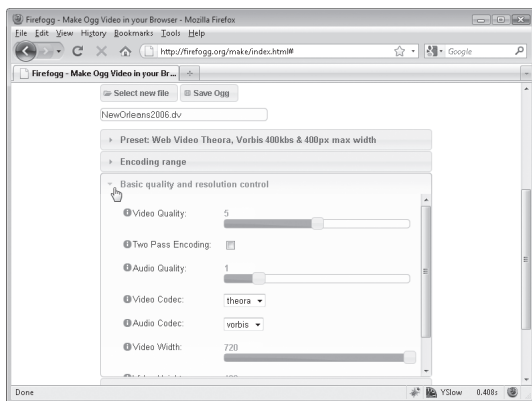 Firefogg - Make Ogg Video in your Browser - Mozilla Firefox
File Edit View History Bookmarks Tools Help
http://firefogg.org/make/index.html#
Google
Firefogg - Make Ogg Video in your Br...
Select new file
Save Ogg
NewOrleans2006.dv
Preset: Web Video Theora, Vorbis 400kbs & 400px max width
Encoding range
Basic quality and resolution control
Video Quality: 5
Two Pass Encoding:
Audio Quality: 1
Video Codec: theora
Audio Codec: vorbis
Video Width: 720
Done
YSlow 0.408s